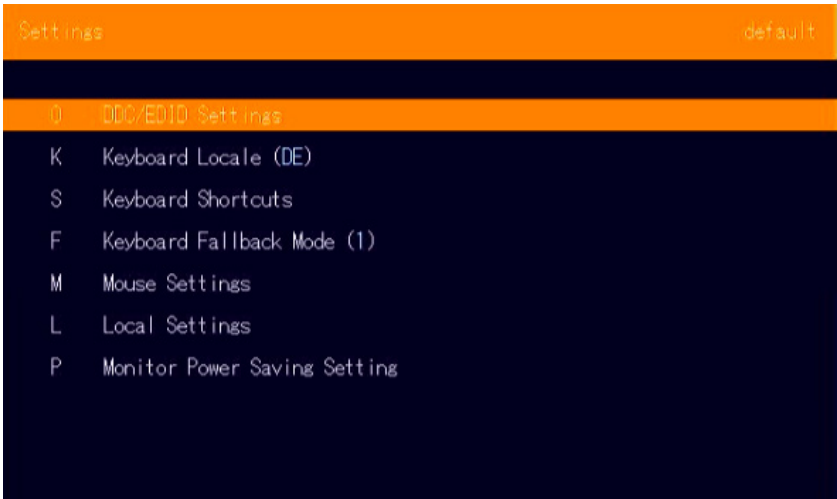 Settings default
O DDC/EDID Settings
K Keyboard Locale (DE)
S Keyboard Shortcuts
F Keyboard Fallback Mode (1)
M Mouse Settings
L Local Settings
P Monitor Power Saving Setting